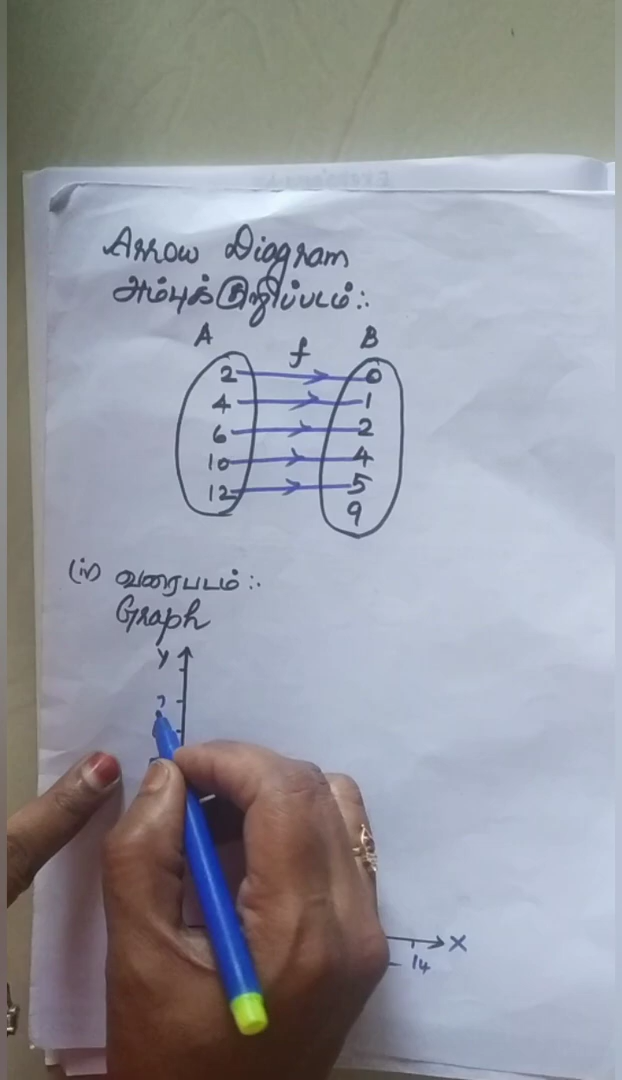 Arrow Diagram
அம்புக்குறிப்படம்:.
A f B
2 0
4 1
6 2
10 4
12 5
9
(iv) வரைபடம்:.
Graph
Y
X
14